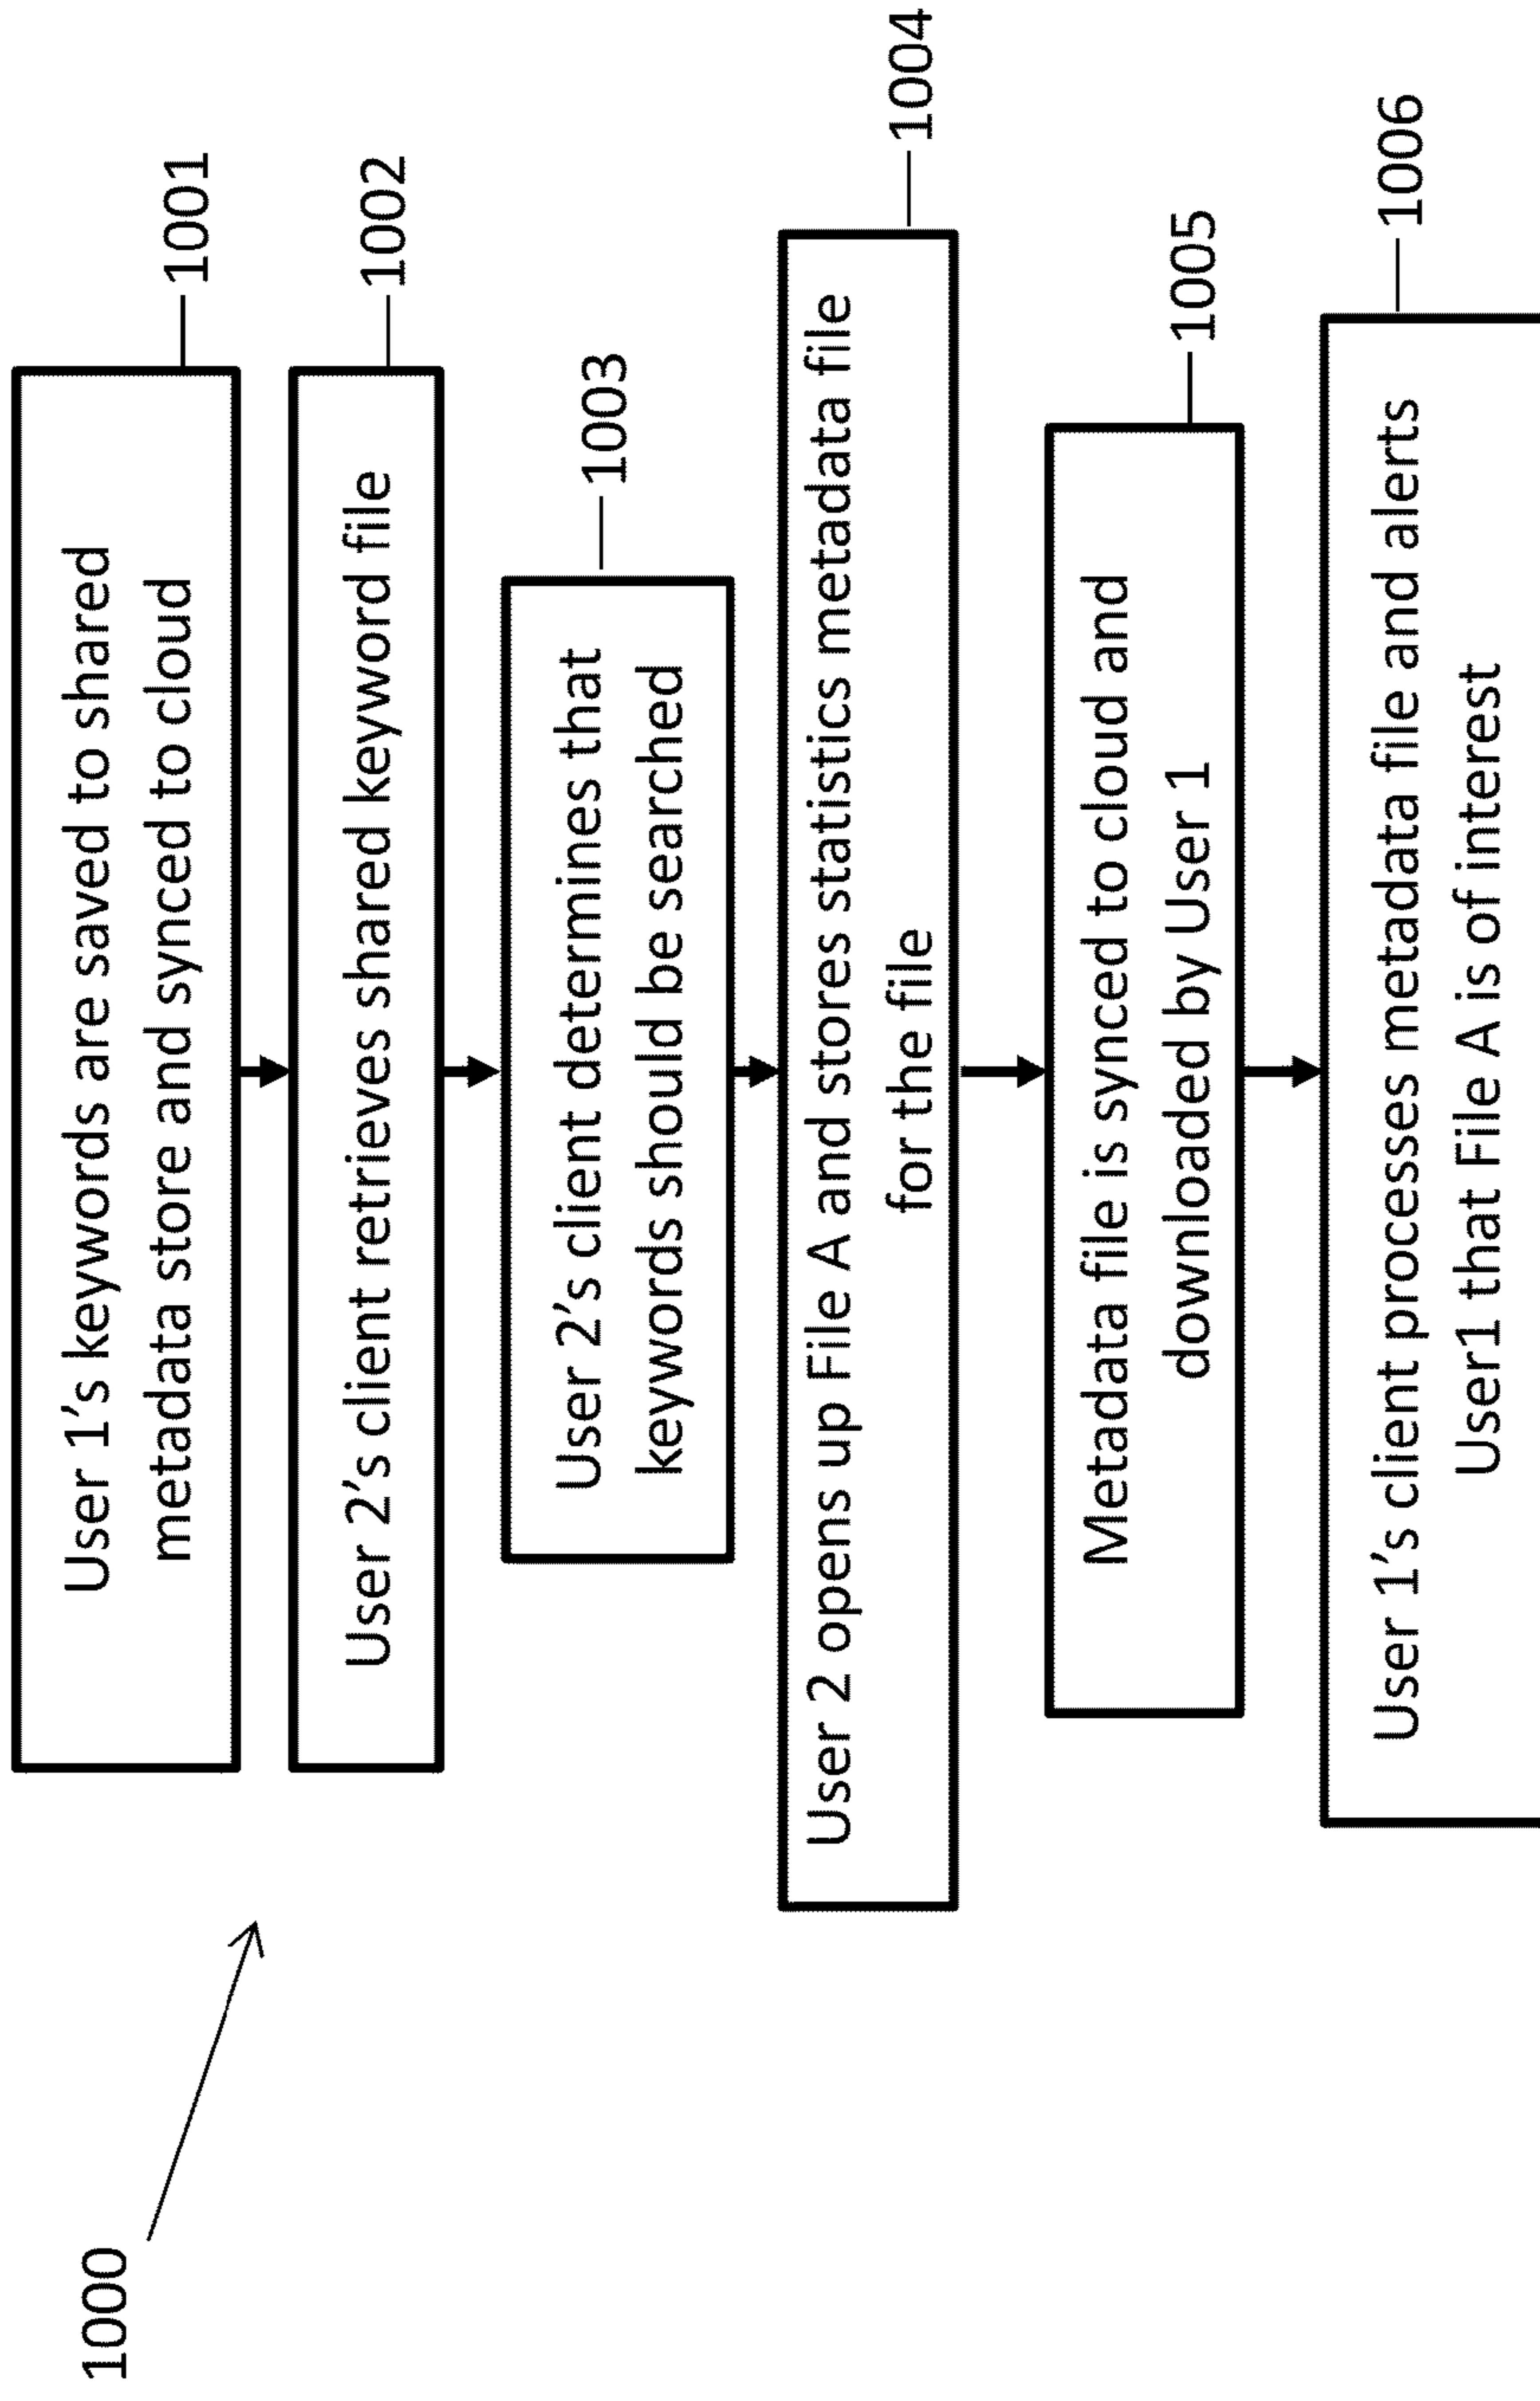 1000
User 1’s keywords are saved to shared
metadata store and synced to cloud
1001
User 2’s client retrieves shared keyword file
1002
User 2’s client determines that
keywords should be searched
1003
User 2 opens up File A and stores statistics metadata file
for the file
1004
Metadata file is synced to cloud and
downloaded by User 1
1005
User 1’s client processes metadata file and alerts
User1 that File A is of interest
1006